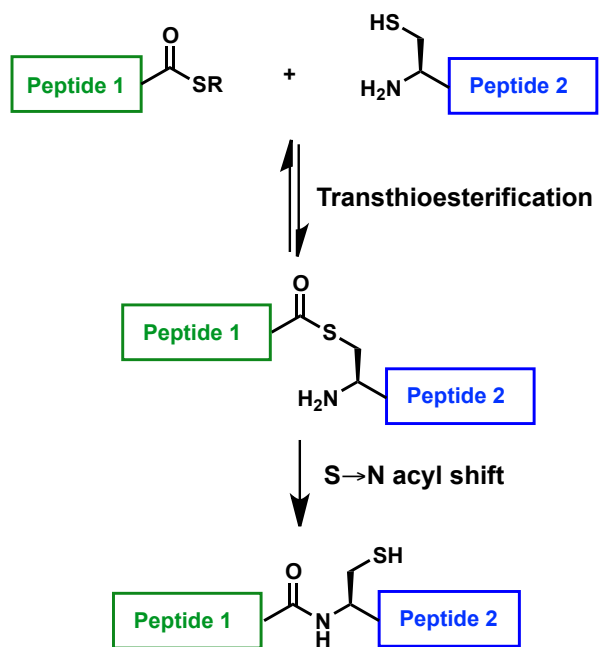 O
HS
Peptide 1
SR
+
H₂N
Peptide 2
Transthioesterification
O
Peptide 1
S
H₂N
Peptide 2
S→N acyl shift
SH
O
Peptide 1
N
H
Peptide 2